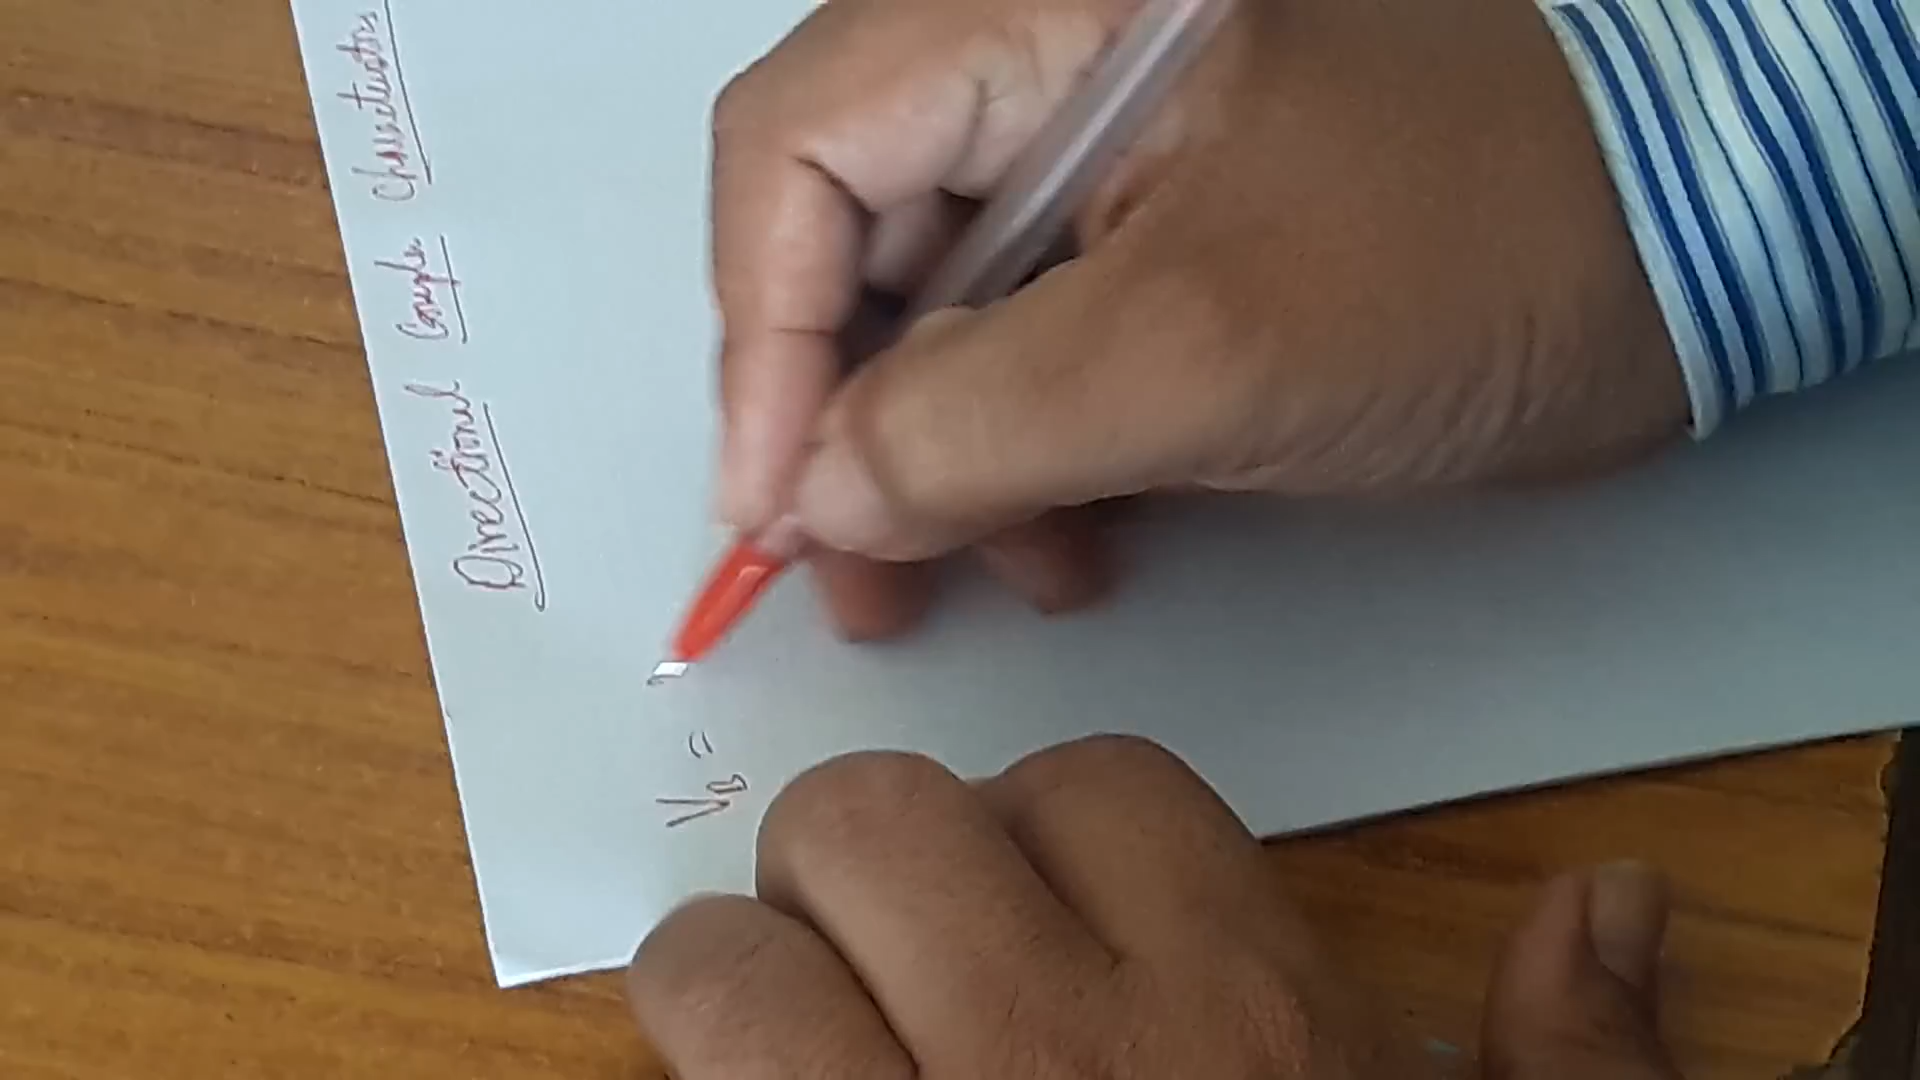 Directional Coupler Characteristics
V_B =